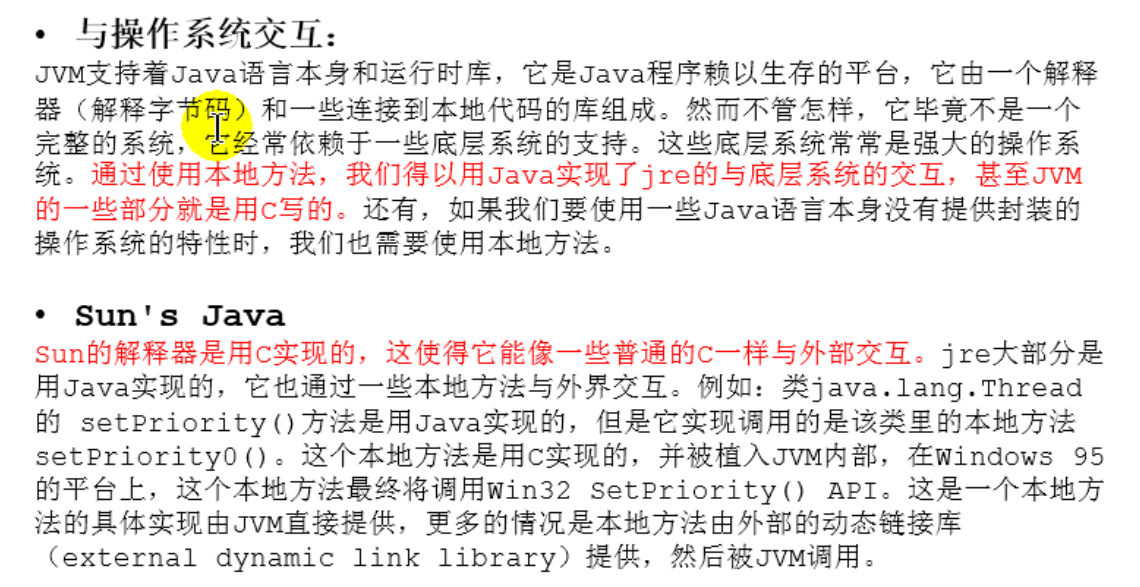 • 与操作系统交互：
JVM支持着Java语言本身和运行时库，它是Java程序赖以生存的平台，它由一个解释
器（解释字节码）和一些连接到本地代码的库组成。然而不管怎样，它毕竟不是一个
完整的系统，它经常依赖于一些底层系统的支持。这些底层系统常常是强大的操作系
统。通过使用本地方法，我们得以用Java实现了jre的与底层系统的交互，甚至JVM
的一些部分就是用C写的。还有，如果我们要使用一些Java语言本身没有提供封装的
操作系统的特性时，我们也需要使用本地方法。
• Sun's Java
Sun的解释器是用C实现的，这使得它能像一些普通的C一样与外部交互。jre大部分是
用Java实现的，它也通过一些本地方法与外界交互。例如：类java.lang.Thread
的 setPriority()方法是用Java实现的，但是它实现调用的是该类里的本地方法
setPriority0()。这个本地方法是用C实现的，并被植入JVM内部，在Windows 95
的平台上，这个本地方法最终将调用Win32 SetPriority() API。这是一个本地方
法的具体实现由JVM直接提供，更多的情况是本地方法由外部的动态链接库
（external dynamic link library）提供，然后被JVM调用。